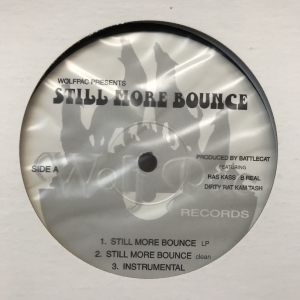 WOLFPAC PRESENTS
STILL MORE BOUNCE
PRODUCED BY BATTLECAT
FEATURING
RAS KASS B REAL
DIRTY RAT KAM TASH
SIDE A
RECORDS
1. STILL MORE BOUNCE LP
2. STILL MORE BOUNCE clean
3. INSTRUMENTAL